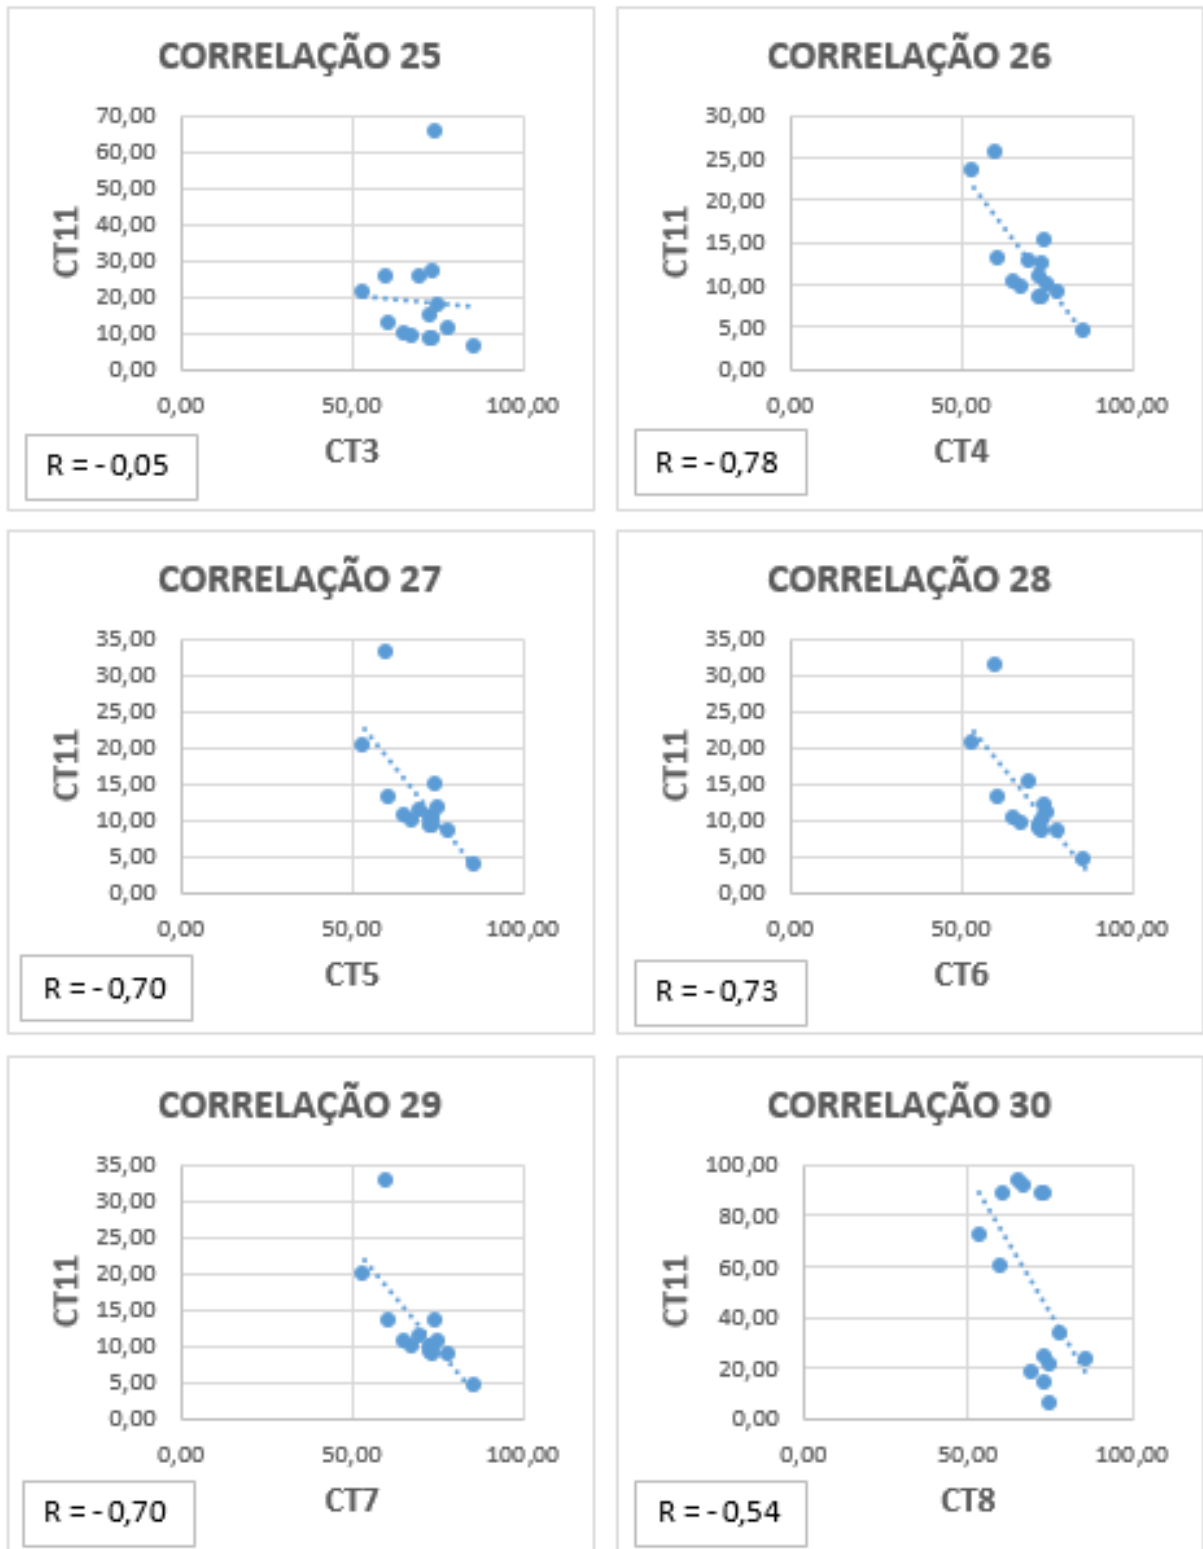 CORRELAÇÃO 25
70,00
60,00
50,00
40,00
30,00
20,00
10,00
0,00
CT11
0,00 50,00 100,00
CT3
R = - 0,05
CORRELAÇÃO 26
30,00
25,00
20,00
15,00
10,00
5,00
0,00
CT11
0,00 50,00 100,00
CT4
R = - 0,78
CORRELAÇÃO 27
35,00
30,00
25,00
20,00
15,00
10,00
5,00
0,00
CT11
0,00 50,00 100,00
CT5
R = - 0,70
CORRELAÇÃO 28
35,00
30,00
25,00
20,00
15,00
10,00
5,00
0,00
CT11
0,00 50,00 100,00
CT6
R = - 0,73
CORRELAÇÃO 29
35,00
30,00
25,00
20,00
15,00
10,00
5,00
0,00
CT11
0,00 50,00 100,00
CT7
R = - 0,70
CORRELAÇÃO 30
100,00
80,00
60,00
40,00
20,00
0,00
CT11
0,00 50,00 100,00
CT8
R = - 0,54